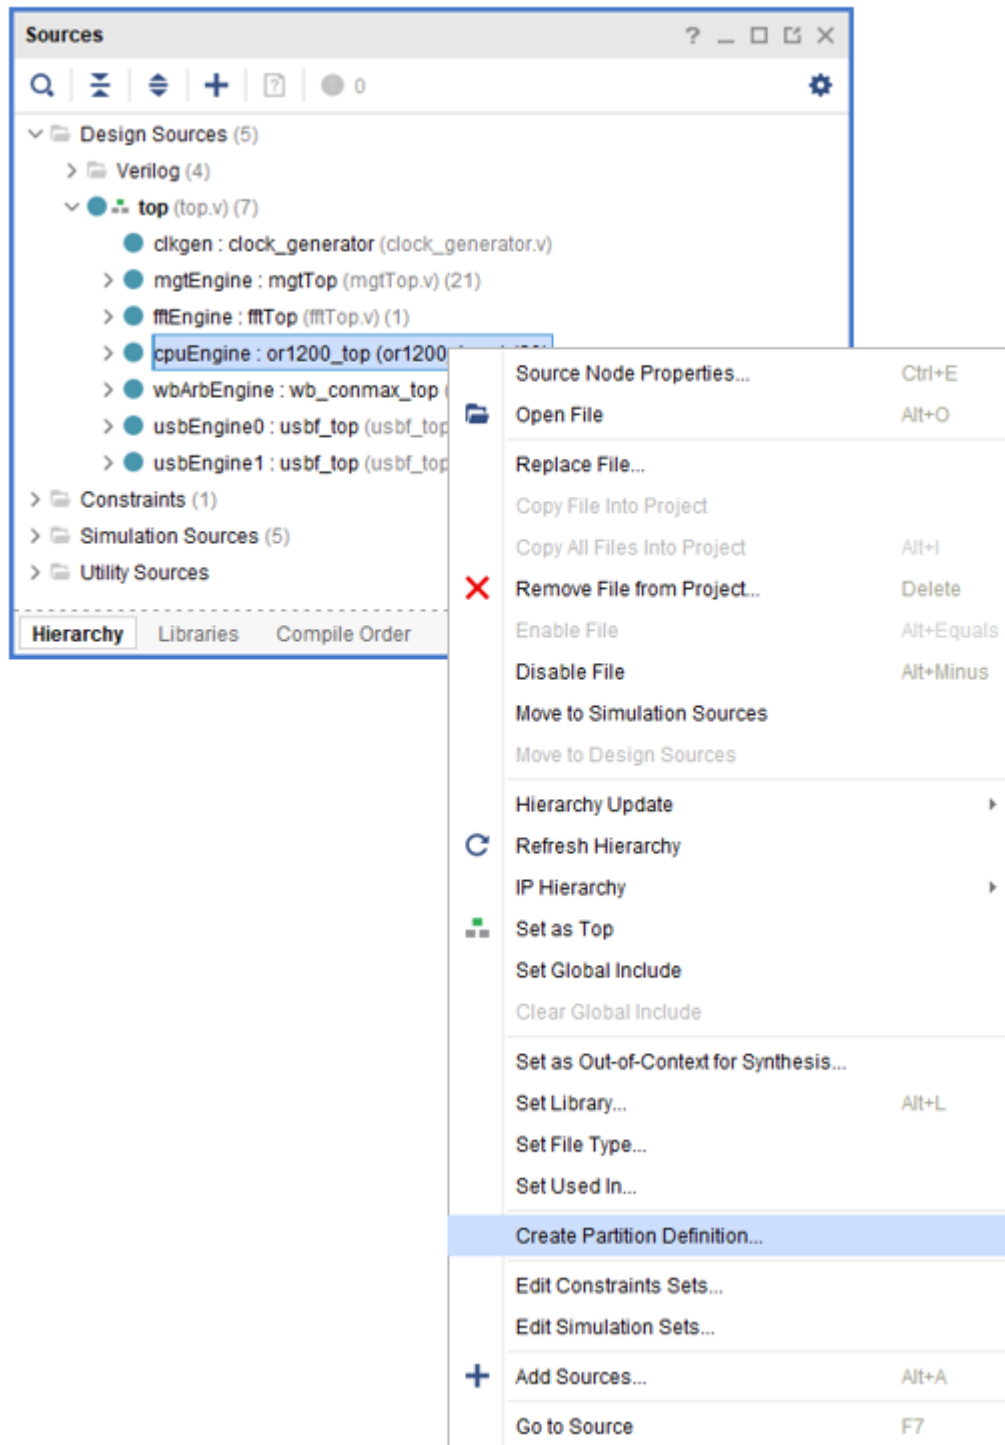 Sources
0
Design Sources (5)
Verilog (4)
top (top.v) (7)
clkgen : clock_generator (clock_generator.v)
mgtEngine : mgtTop (mgtTop.v) (21)
fftEngine : fftTop (fftTop.v) (1)
cpuEngine : or1200_top (or1200
wbArbEngine : wb_conmax_top (
usbEngine0 : usbf_top (usbf_top
usbEngine1 : usbf_top (usbf_top
Constraints (1)
Simulation Sources (5)
Utility Sources
Hierarchy Libraries Compile Order
Source Node Properties... Ctrl+E
Open File Alt+O
Replace File...
Copy File Into Project
Copy All Files Into Project Alt+I
Remove File from Project... Delete
Enable File Alt+Equals
Disable File Alt+Minus
Move to Simulation Sources
Move to Design Sources
Hierarchy Update
Refresh Hierarchy
IP Hierarchy
Set as Top
Set Global Include
Clear Global Include
Set as Out-of-Context for Synthesis...
Set Library... Alt+L
Set File Type...
Set Used In...
Create Partition Definition...
Edit Constraints Sets...
Edit Simulation Sets...
Add Sources... Alt+A
Go to Source F7